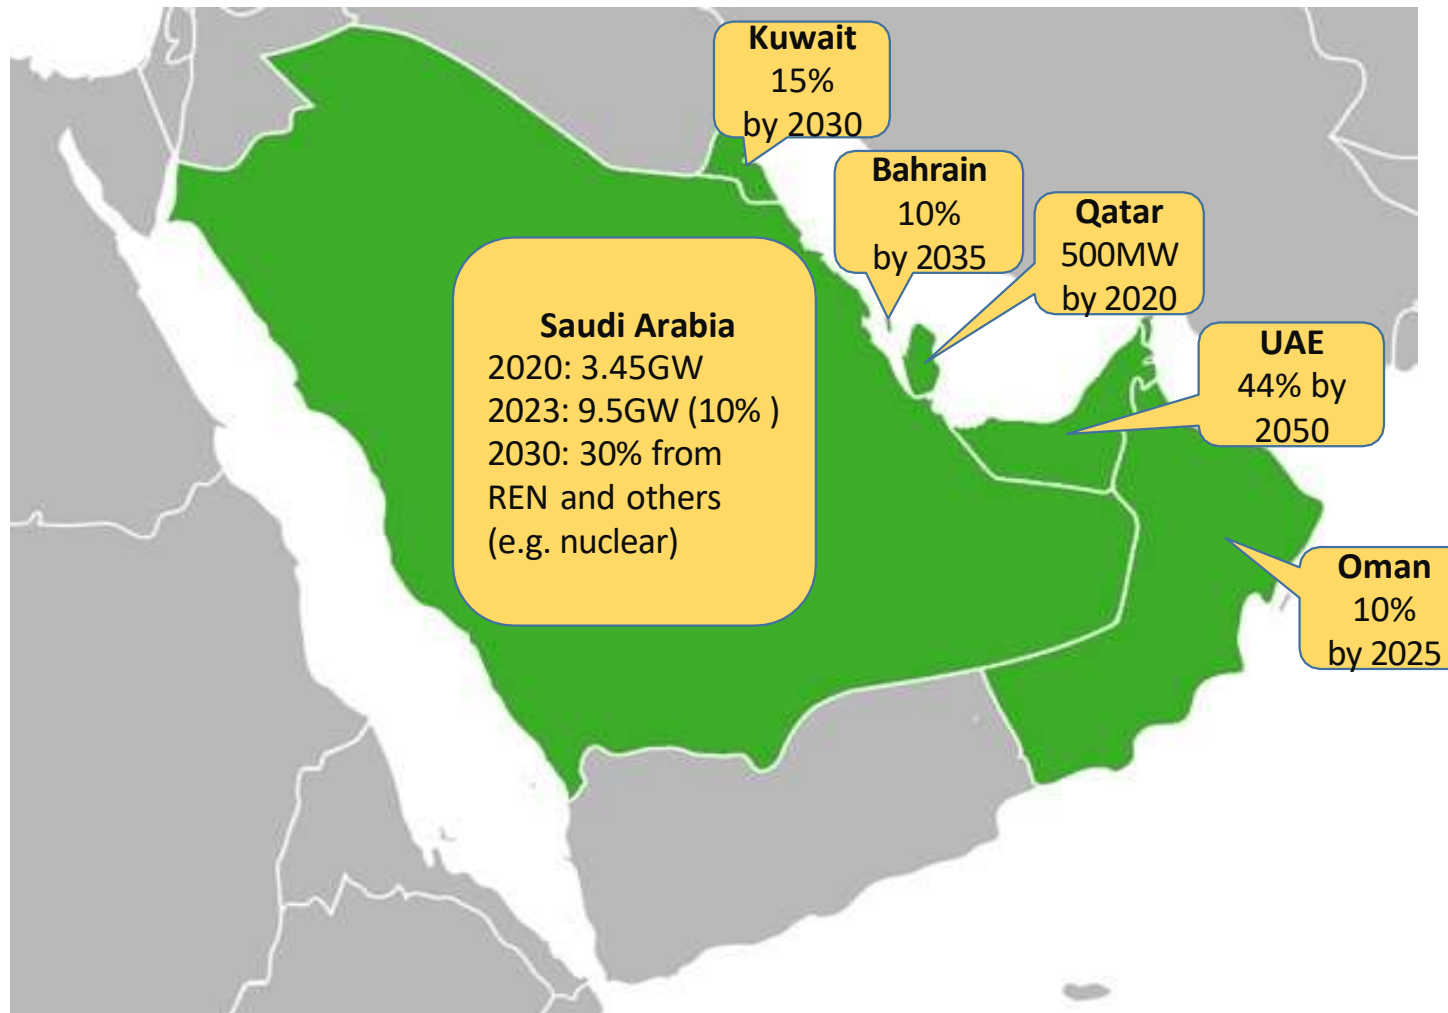 Kuwait
15%
by 2030
Bahrain
10%
by 2035
Qatar
500MW
by 2020
Saudi Arabia
2020: 3.45GW
2023: 9.5GW (10% )
2030: 30% from
REN and others
(e.g. nuclear)
UAE
44% by
2050
Oman
10%
by 2025